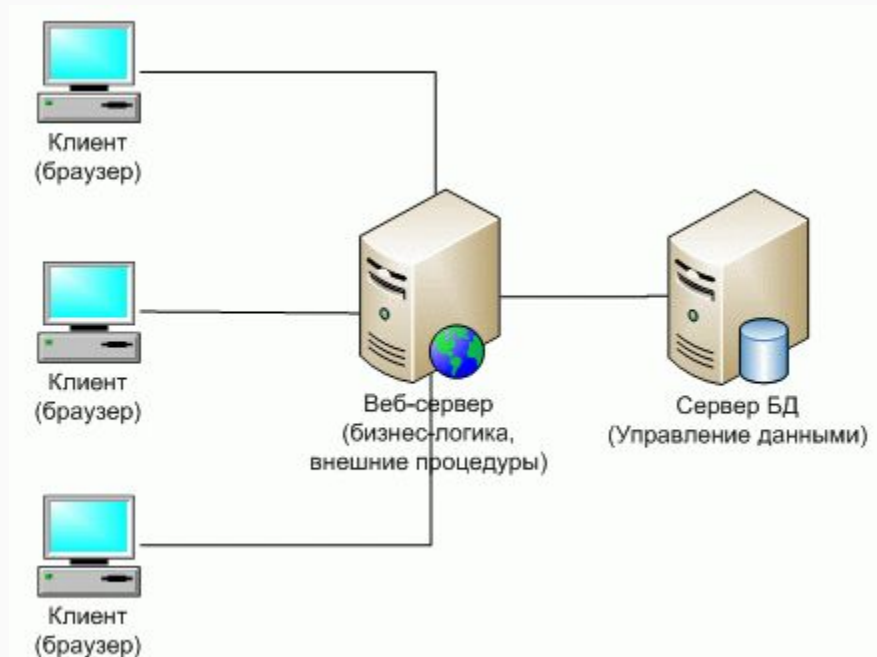 Клиент
(браузер)
Клиент
(браузер)
Веб-сервер
(бизнес-логика,
внешние процедуры)
Сервер БД
(Управление данными)
Клиент
(браузер)